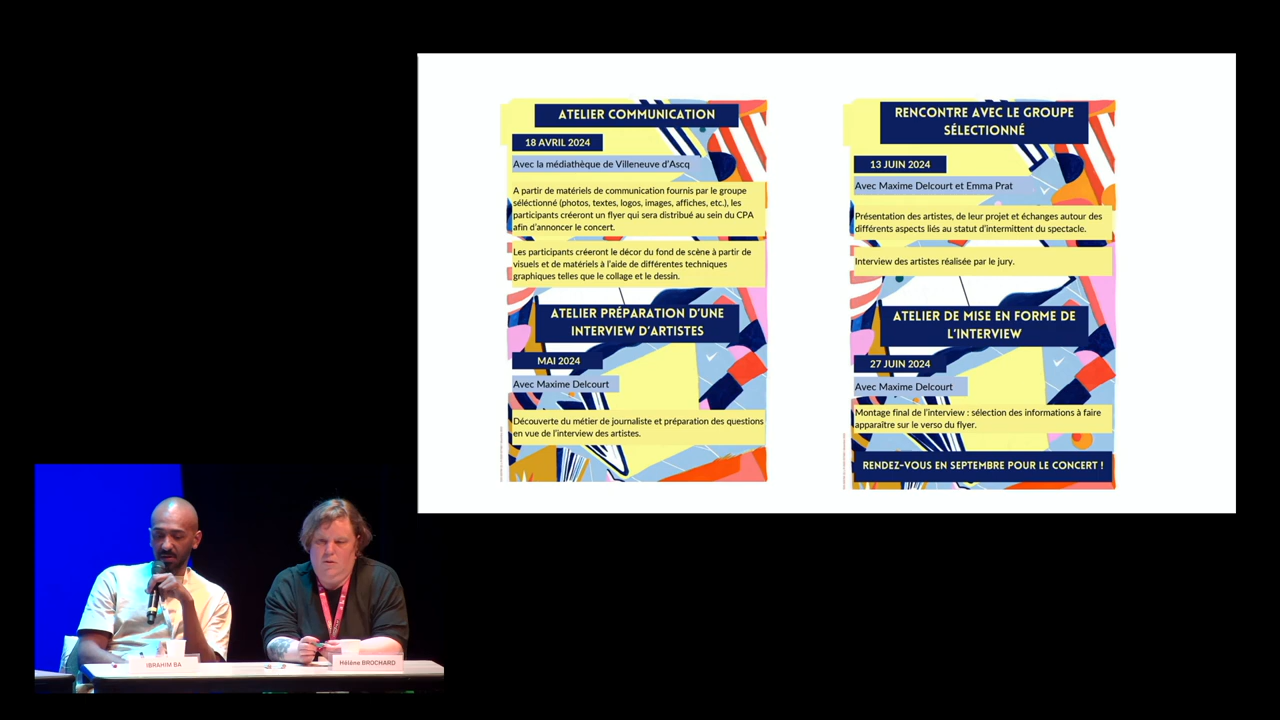 ATELIER COMMUNICATION
18 AVRIL 2024
Avec la médiathèque de Villeneuve d'Ascq
A partir de matériels de communication fournis par le groupe
séléctionné (photos, textes, logos, images, affiches, etc.), les
participants créeront un flyer qui sera distribué au sein du CPA
afin d'annoncer le concert.
Les participants créeront le décor du fond de scène à partir de
visuels et de matériels à l'aide de différentes techniques
graphiques telles que le collage et le dessin.
ATELIER PRÉPARATION D'UNE
INTERVIEW D'ARTISTES
MAI 2024
Avec Maxime Delcourt
Découverte du métier de journaliste et préparation des questions
en vue de l'interview des artistes.
RENCONTRE AVEC LE GROUPE
SÉLECTIONNÉ
13 JUIN 2024
Avec Maxime Delcourt et Emma Prat
Présentation des artistes, de leur projet et échanges autour des
différents aspects liés au statut d'intermittent du spectacle.
Interview des artistes réalisée par le jury.
ATELIER DE MISE EN FORME DE
L'INTERVIEW
27 JUIN 2024
Avec Maxime Delcourt
Montage final de l'interview : sélection des informations à faire
apparaître sur le verso du flyer.
RENDEZ-VOUS EN SEPTEMBRE POUR LE CONCERT !
IBRAHIM BA
Hélène BROCHARD